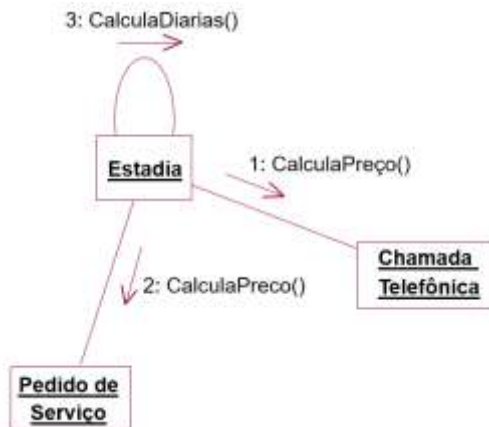 3: CalculaDiarias()
Estadia
1: CalculaPreço()
Chamada
Telefônica
2: CalculaPreco()
Pedido de
Serviço